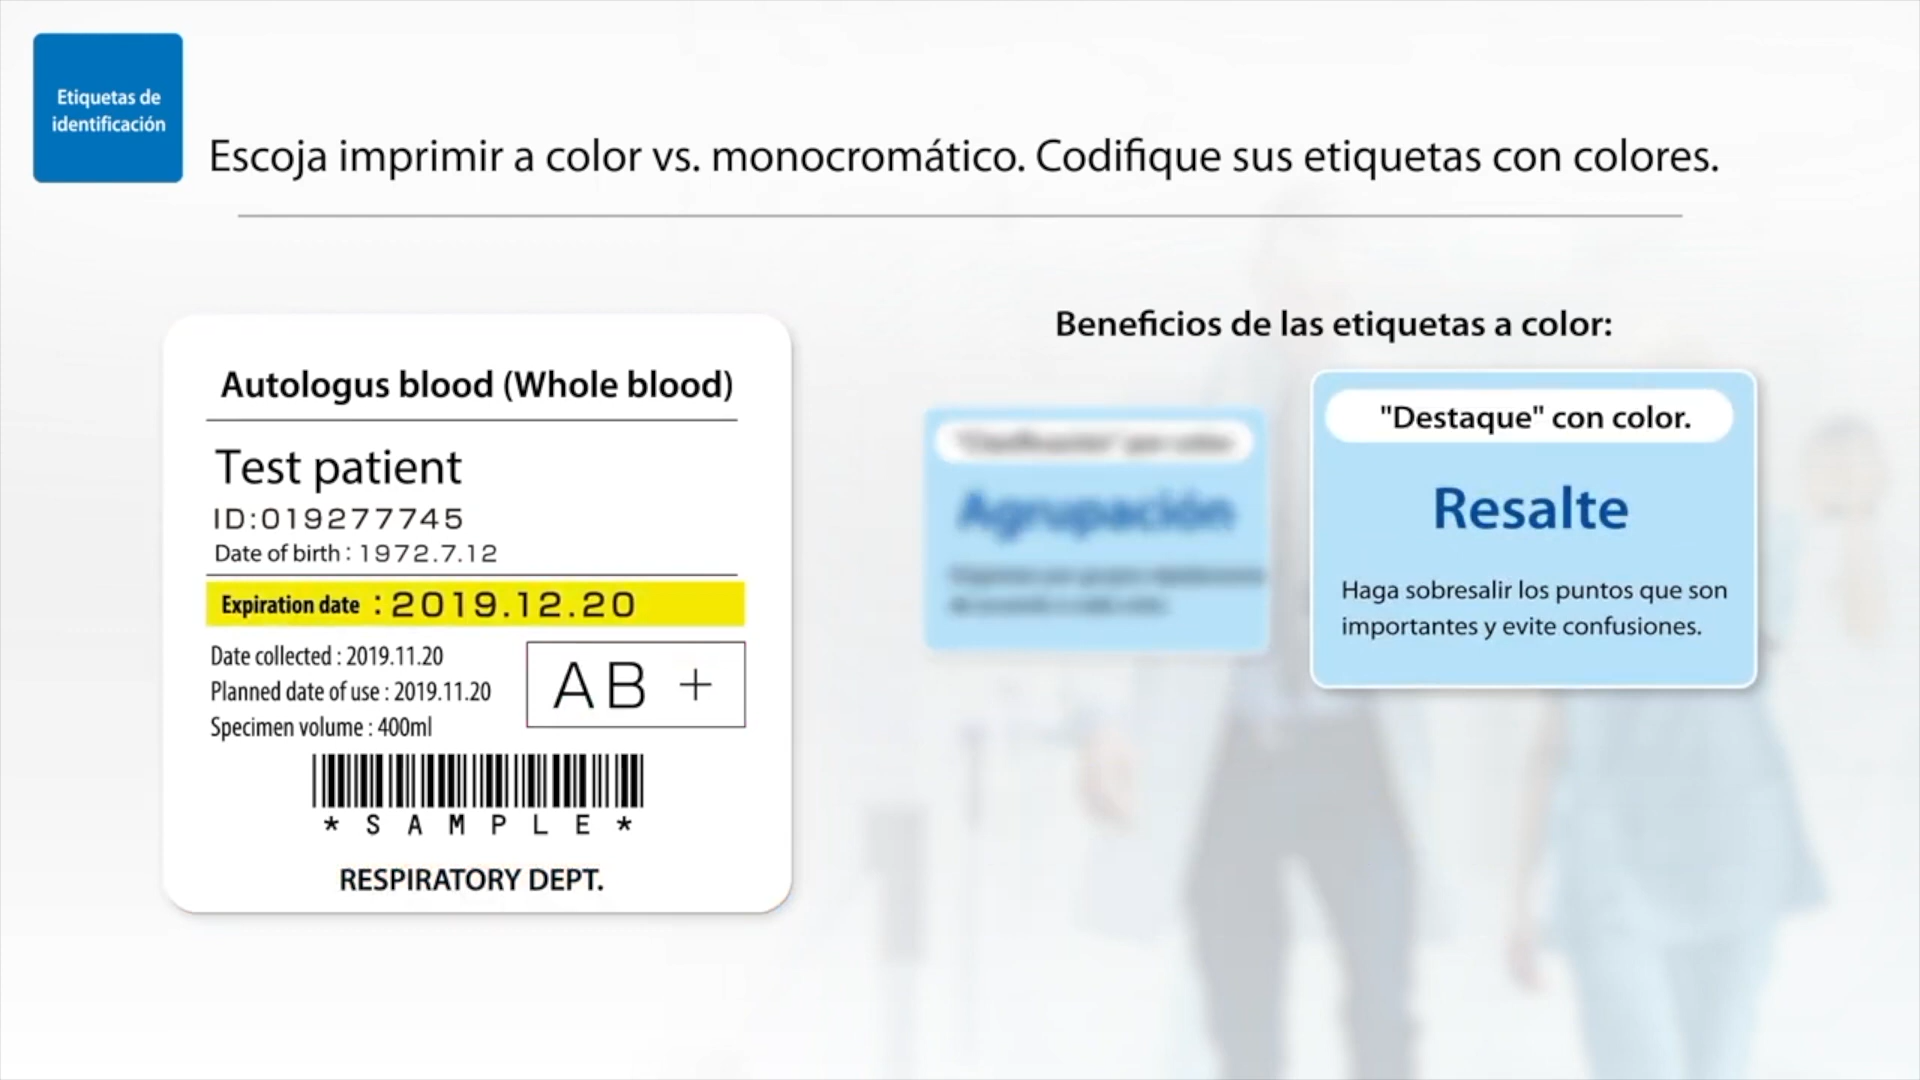 Etiquetas de
identificación
Escoja imprimir a color vs. monocromático. Codifique sus etiquetas con colores.
Autologus blood (Whole blood)
Test patient
ID:019277745
Date of birth : 1972.7.12
Expiration date : 2019.12.20
Date collected : 2019.11.20
Planned date of use : 2019.11.20
Specimen volume : 400ml
AB +
* S A M P L E *
RESPIRATORY DEPT.
Beneficios de las etiquetas a color:
Agrupación
"Destaque" con color.
Resalte
Haga sobresalir los puntos que son
importantes y evite confusiones.